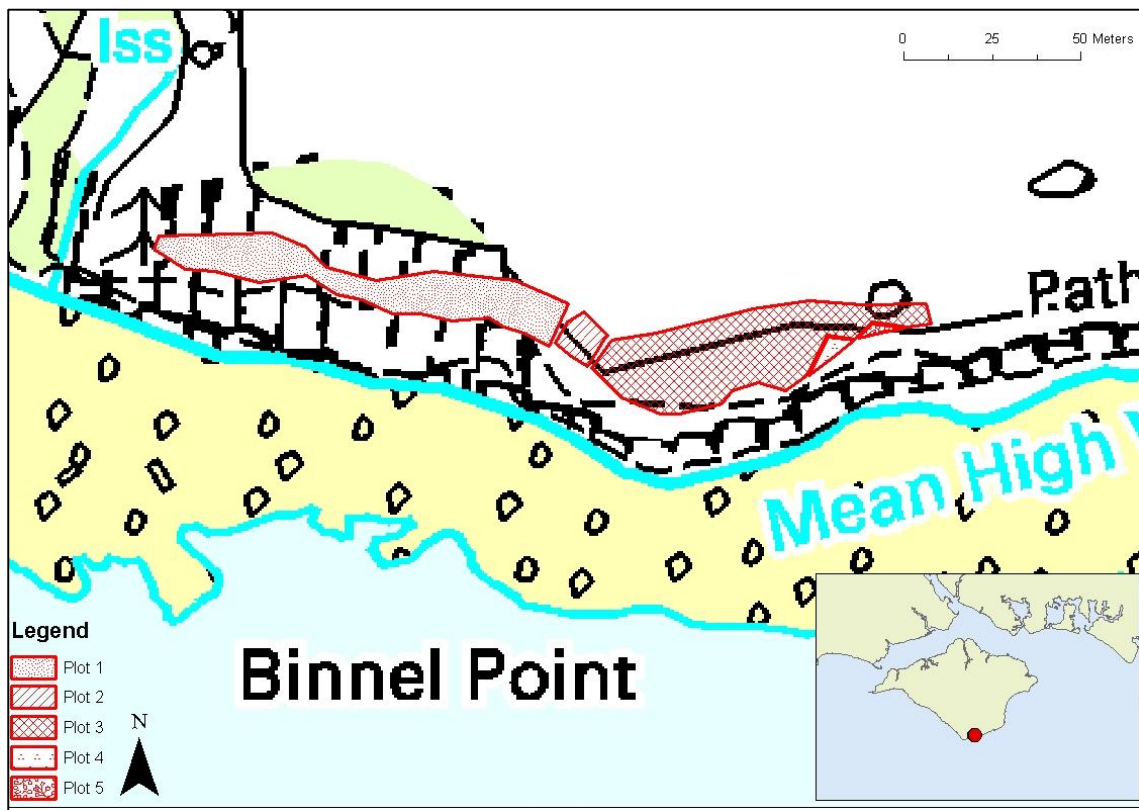 Iss
0 25 50 Meters
Path
Mean High W
Binnel Point
Legend
Plot 1
Plot 2
Plot 3
Plot 4
Plot 5
N